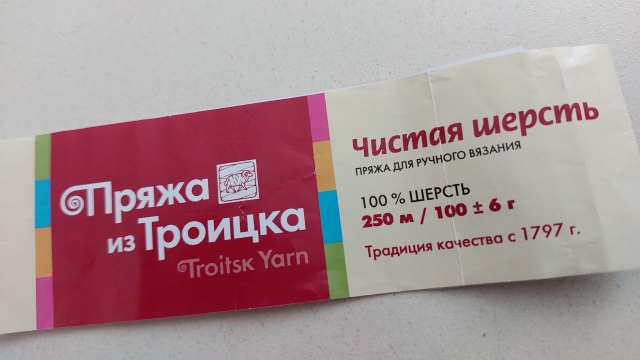 Пряжа
из Троицка
Troitsk Yarn
Чистая шерсть
ПРЯЖА ДЛЯ РУЧНОГО ВЯЗАНИЯ
100 % ШЕРСТЬ
250 м / 100 ± 6 г
Традиция качества с 1797 г.